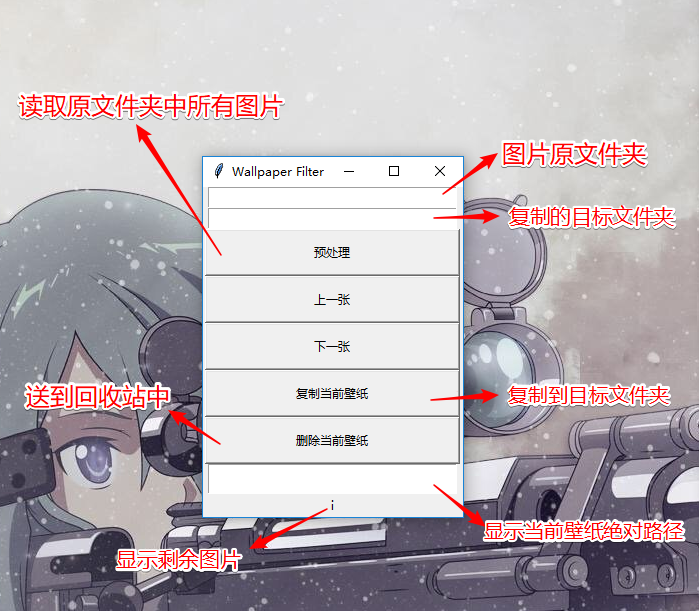 读取原文件夹中所有图片
图片原文件夹
Wallpaper Filter
复制的目标文件夹
预处理
上一张
下一张
送到回收站中
复制当前壁纸
复制到目标文件夹
删除当前壁纸
i
显示当前壁纸绝对路径
显示剩余图片